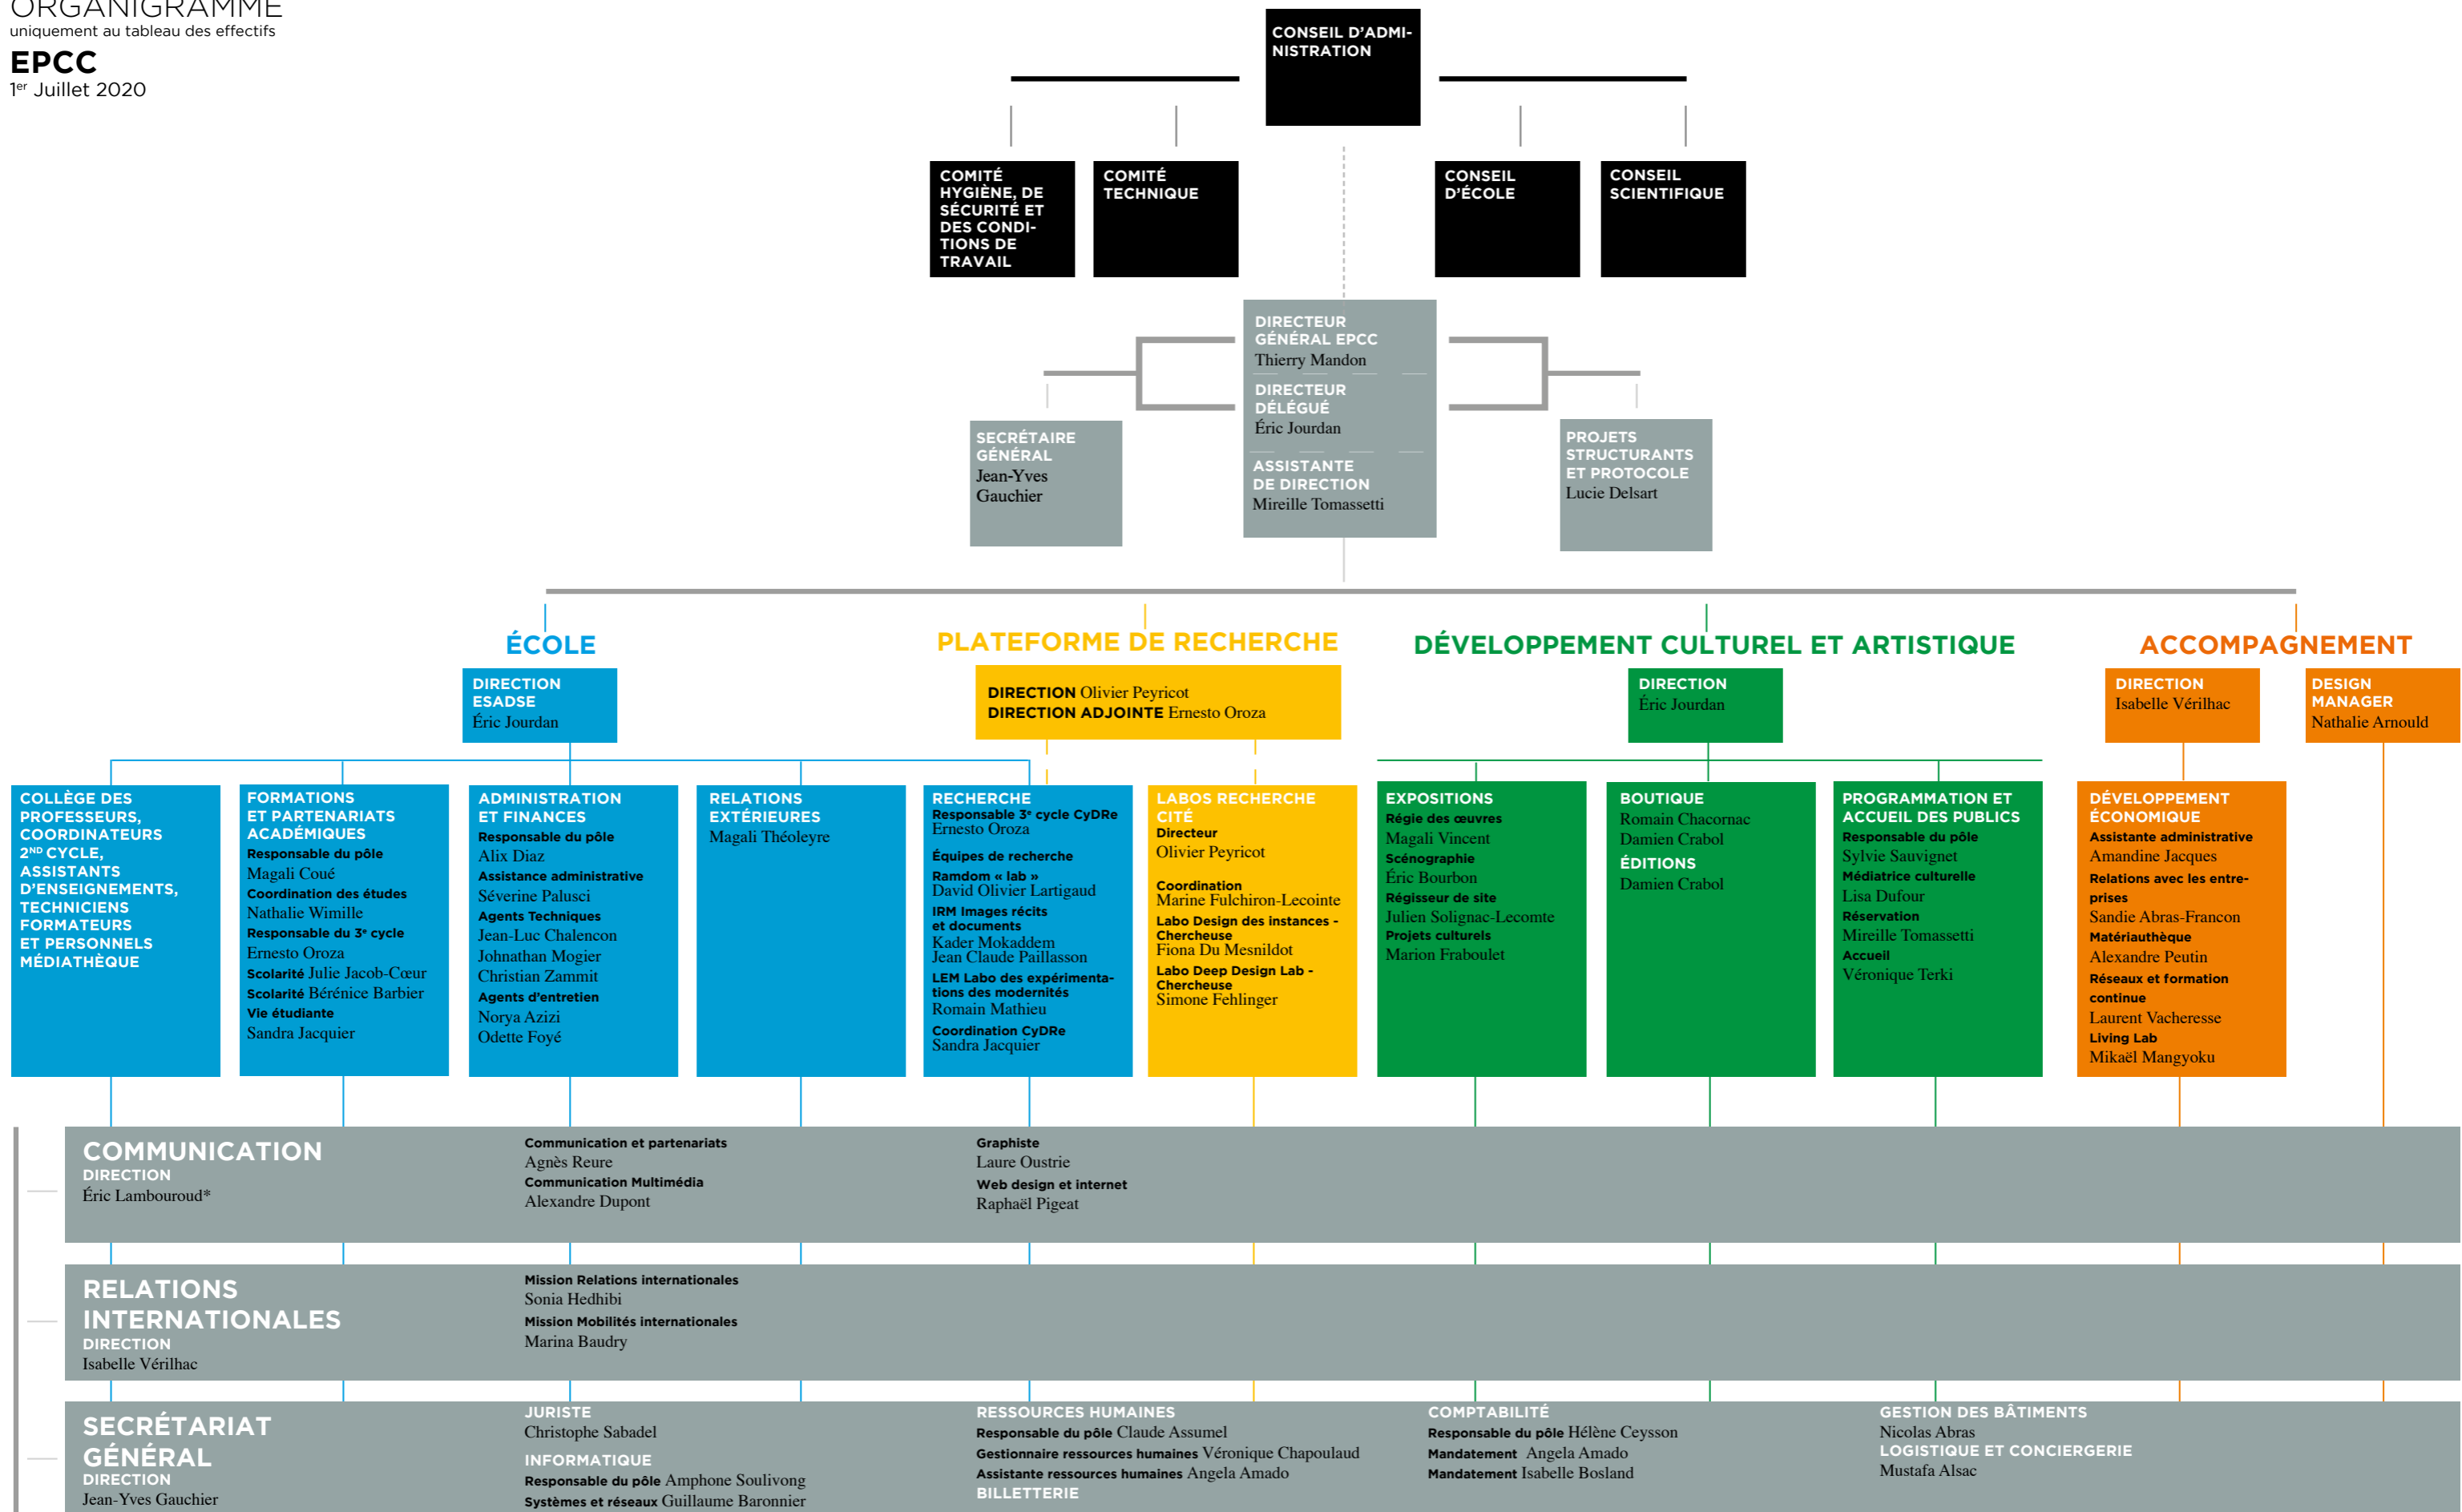 ORGANIGRAMME
uniquement au tableau des effectifs
EPCC
1er Juillet 2020
CONSEIL D'ADMI-
NISTRATION
COMITÉ
HYGIÈNE, DE
SÉCURITÉ ET
DES CONDI-
TIONS DE
TRAVAIL
COMITÉ
TECHNIQUE
CONSEIL
D'ÉCOLE
CONSEIL
SCIENTIFIQUE
DIRECTEUR
GÉNÉRAL EPCC
Thierry Mandon
DIRECTEUR
DÉLÉGUÉ
Éric Jourdan
ASSISTANTE
DE DIRECTION
Mireille Tomassetti
SECRÉTAIRE
GÉNÉRAL
Jean-Yves
Gauchier
PROJETS
STRUCTURANTS
ET PROTOCOLE
Lucie Delsart
ÉCOLE
DIRECTION
ESADSE
Éric Jourdan
PLATEFORME DE RECHERCHE
DIRECTION Olivier Peyricot
DIRECTION ADJOINTE Ernesto Oroza
DÉVELOPPEMENT CULTUREL ET ARTISTIQUE
DIRECTION
Éric Jourdan
ACCOMPAGNEMENT
DIRECTION
Isabelle Vérilhac
DESIGN
MANAGER
Nathalie Arnould
COLLÈGE DES
PROFESSEURS,
COORDINATEURS
2ND CYCLE,
ASSISTANTS
D'ENSEIGNEMENTS,
TECHNICIENS
FORMATEURS
ET PERSONNELS
MÉDIATHÈQUE
FORMATIONS
ET PARTENARIATS
ACADÉMIQUES
Responsable du pôle
Magali Coué
Coordination des études
Nathalie Wimille
Responsable du 3e cycle
Ernesto Oroza
Scolarité Julie Jacob-Cœur
Scolarité Bérénice Barbier
Vie étudiante
Sandra Jacquier
ADMINISTRATION
ET FINANCES
Responsable du pôle
Alix Diaz
Assistance administrative
Séverine Palusci
Agents Techniques
Jean-Luc Chalencon
Johnathan Mogier
Christian Zammit
Agents d'entretien
Norya Azizi
Odette Foyé
RELATIONS
EXTÉRIEURES
Magali Théoleyre
RECHERCHE
Responsable 3e cycle CyDRe
Ernesto Oroza
Équipes de recherche
Ramdom « lab »
David Olivier Lartigaud
IRM Images récits
et documents
Kader Mokaddem
Jean Claude Paillasson
LEM Labo des expérimenta-
tions des modernités
Romain Mathieu
Coordination CyDRe
Sandra Jacquier
LABOS RECHERCHE
CITÉ
Directeur
Olivier Peyricot
Coordination
Marine Fulchiron-Lecointe
Labo Design des instances -
Chercheuse
Fiona Du Mesnildot
Labo Deep Design Lab -
Chercheuse
Simone Fehlinger
EXPOSITIONS
Régie des œuvres
Magali Vincent
Scénographie
Éric Bourbon
Régisseur de site
Julien Solignac-Lecomte
Projets culturels
Marion Fraboulet
BOUTIQUE
Romain Chacornac
Damien Crabol
ÉDITIONS
Damien Crabol
PROGRAMMATION ET
ACCUEIL DES PUBLICS
Responsable du pôle
Sylvie Sauvignet
Médiatrice culturelle
Lisa Dufour
Réservation
Mireille Tomassetti
Accueil
Véronique Terki
DÉVELOPPEMENT
ÉCONOMIQUE
Assistante administrative
Amandine Jacques
Relations avec les entre-
prises
Sandie Abras-Francon
Matériauthèque
Alexandre Peutin
Réseaux et formation
continue
Laurent Vacheresse
Living Lab
Mikaël Mangyoku
COMMUNICATION
DIRECTION
Éric Lambouroud*
Communication et partenariats
Agnès Reure
Communication Multimédia
Alexandre Dupont
Graphiste
Laure Oustrie
Web design et internet
Raphaël Pigeat
RELATIONS
INTERNATIONALES
DIRECTION
Isabelle Vérilhac
Mission Relations internationales
Sonia Hedhibi
Mission Mobilités internationales
Marina Baudry
SECRÉTARIAT
GÉNÉRAL
DIRECTION
Jean-Yves Gauchier
JURISTE
Christophe Sabadel
INFORMATIQUE
Responsable du pôle Amphone Soulivong
Systèmes et réseaux Guillaume Baronnier
RESSOURCES HUMAINES
Responsable du pôle Claude Assumel
Gestionnaire ressources humaines Véronique Chapoulaud
Assistante ressources humaines Angela Amado
BILLETTERIE
COMPTABILITÉ
Responsable du pôle Hélène Ceysson
Mandatement Angela Amado
Mandatement Isabelle Bosland
GESTION DES BÂTIMENTS
Nicolas Abras
LOGISTIQUE ET CONCIERGERIE
Mustafa Alsac